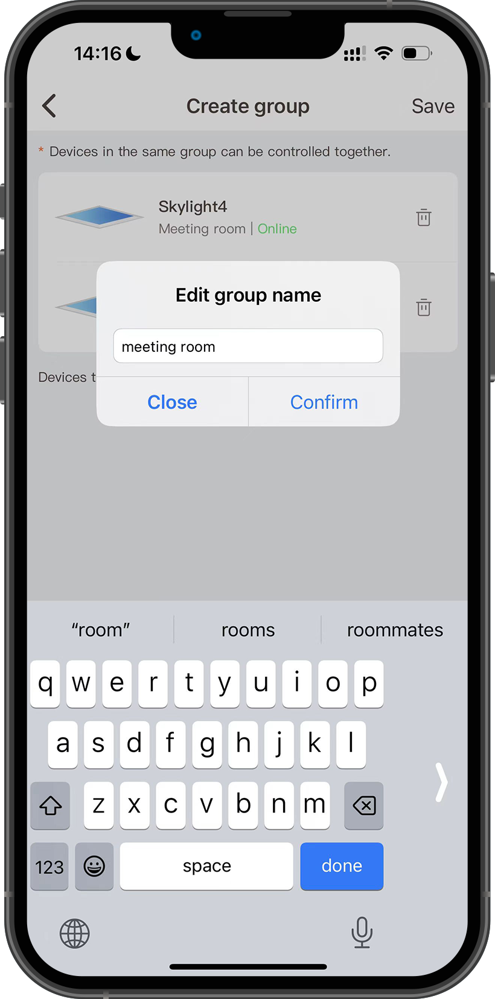 14:16
Create group
Save
* Devices in the same group can be controlled together.
Skylight4
Meeting room | Online
Edit group name
meeting room
Devices t
Close
Confirm
“room”
rooms
roommates
q w e r t y u i o p
a s d f g h j k l
z x c v b n m
123
space
done